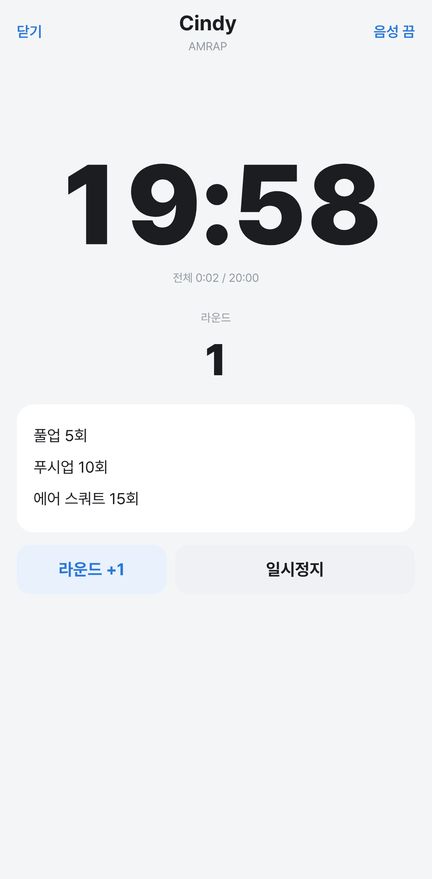 닫기
Cindy
음성 끔
AMRAP
19:58
전체 0:02 / 20:00
라운드
1
풀업 5회
푸시업 10회
에어 스쿼트 15회
라운드 +1
일시정지